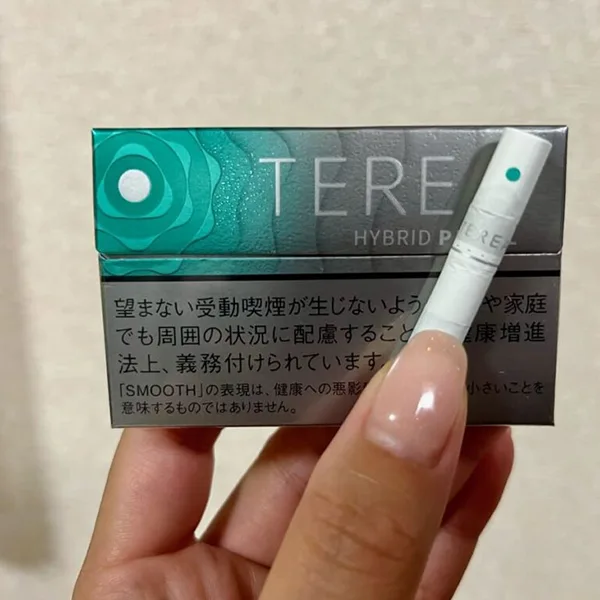 TERE
HYBRID P
TEREA
望まない受動喫煙が生じないよう や家庭
でも周囲の状況に配慮すること 健康増進
法上、義務付けられています。
「SMOOTH」の表現は、健康への悪影 小さいことを
意味するものではありません。